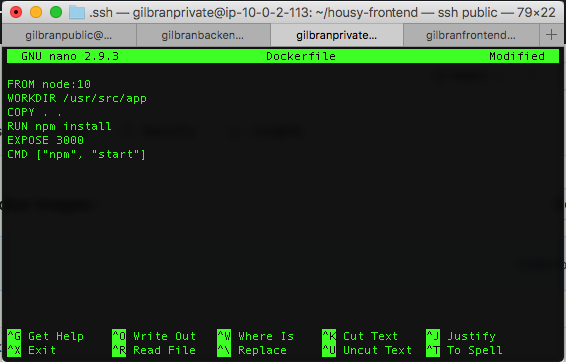 .ssh — gilbranprivate@ip-10-0-2-113: ~/housy-frontend — ssh public — 79×22
gilbranpublic@... gilbranbacken... gilbranprivate... gilbranfrontend... +
GNU nano 2.9.3 Dockerfile Modified
FROM node:10
WORKDIR /usr/src/app
COPY . .
RUN npm install
EXPOSE 3000
CMD ["npm", "start"]
^G Get Help ^O Write Out ^W Where Is ^K Cut Text ^J Justify
^X Exit ^R Read File ^\ Replace ^U Uncut Text ^T To Spell